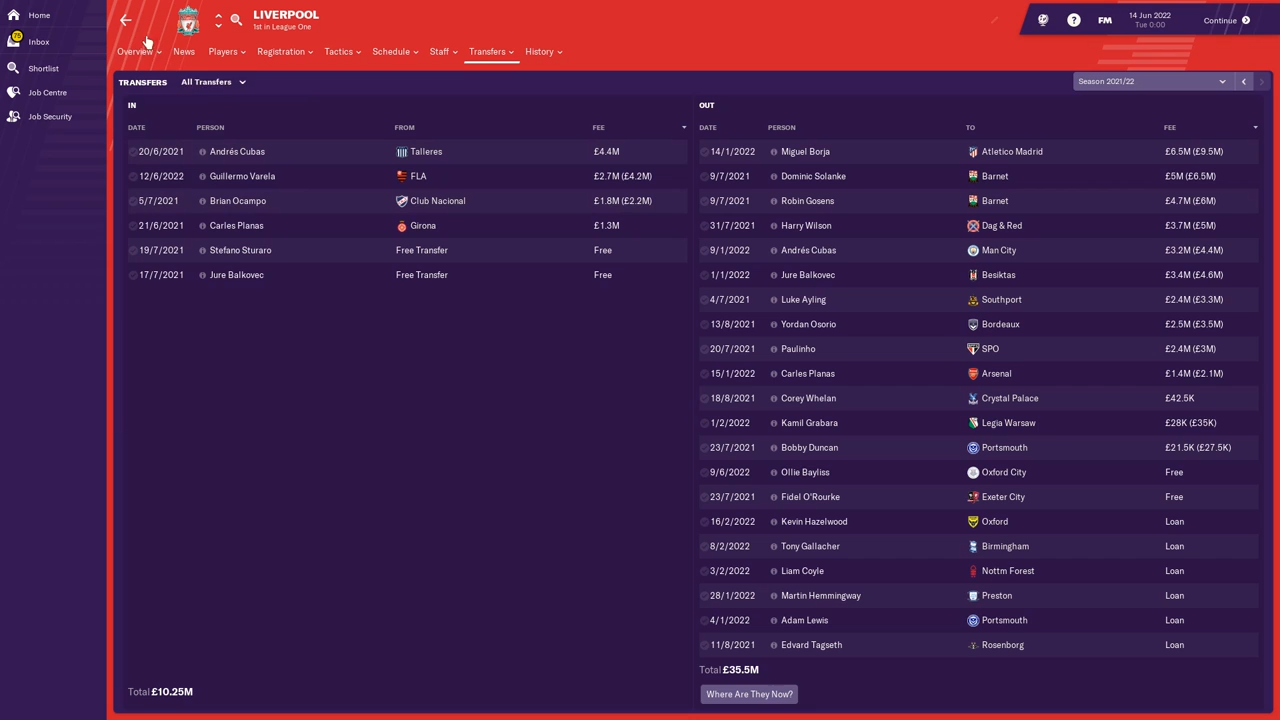 Home
75
Inbox
Shortlist
Job Centre
Job Security
LIVERPOOL
1st in League One
FM
14 Jun 2022
Tue 0:00
Continue
Overview News Players Registration Tactics Schedule Staff Transfers History
TRANSFERS All Transfers
Season 2021/22
IN
DATE PERSON FROM FEE
20/6/2021 Andrés Cubas Talleres £4.4M
12/6/2022 Guillermo Varela FLA £2.7M (£4.2M)
5/7/2021 Brian Ocampo Club Nacional £1.8M (£2.2M)
21/6/2021 Carles Planas Girona £1.3M
19/7/2021 Stefano Sturaro Free Transfer Free
17/7/2021 Jure Balkovec Free Transfer Free
Total £10.25M
OUT
DATE PERSON TO FEE
14/1/2022 Miguel Borja Atletico Madrid £6.5M (£9.5M)
9/7/2021 Dominic Solanke Barnet £5M (£6.5M)
9/7/2021 Robin Gosens Barnet £4.7M (£6M)
31/7/2021 Harry Wilson Dag & Red £3.7M (£5M)
9/1/2022 Andrés Cubas Man City £3.2M (£4.4M)
1/1/2022 Jure Balkovec Besiktas £3.4M (£4.6M)
4/7/2021 Luke Ayling Southport £2.4M (£3.3M)
13/8/2021 Yordan Osorio Bordeaux £2.5M (£3.5M)
20/7/2021 Paulinho SPO £2.4M (£3M)
15/1/2022 Carles Planas Arsenal £1.4M (£2.1M)
18/8/2021 Corey Whelan Crystal Palace £42.5K
1/2/2022 Kamil Grabara Legia Warsaw £28K (£35K)
23/7/2021 Bobby Duncan Portsmouth £21.5K (£27.5K)
9/6/2022 Ollie Bayliss Oxford City Free
23/7/2021 Fidel O'Rourke Exeter City Free
16/2/2022 Kevin Hazelwood Oxford Loan
8/2/2022 Tony Gallacher Birmingham Loan
3/2/2022 Liam Coyle Nottm Forest Loan
28/1/2022 Martin Hemmingway Preston Loan
4/1/2022 Adam Lewis Portsmouth Loan
11/8/2021 Edvard Tagseth Rosenborg Loan
Total £35.5M
Where Are They Now?